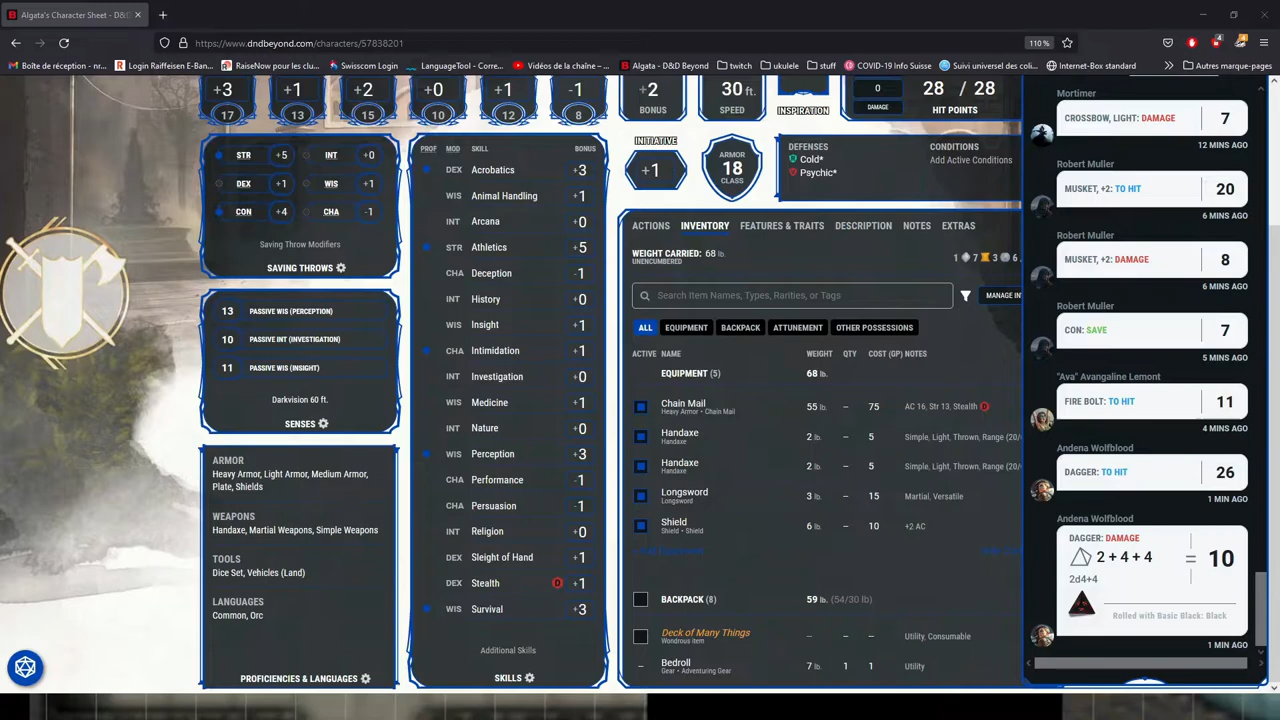 Algata's Character Sheet - D&D
https://www.dndbeyond.com/characters/57838201
110 %
4
Boîte de réception - nr...
Login Raiffeisen E-Ban...
RaiseNow pour les clu...
Swisscom Login
LanguageTool - Corre...
Vidéos de la chaîne –...
Algata - D&D Beyond
twitch
ukulele
stuff
COVID-19 Info Suisse
Suivi universel des coli...
Internet-Box standard
Autres marque-pages
+3 +1 +2 +0 +1 -1
17 13 15 10 12 8
+2
BONUS
30 ft.
SPEED
INSPIRATION
0
DAMAGE
28 / 28
HIT POINTS
STR +5 INT +0
DEX +1 WIS +1
CON +4 CHA -1
Saving Throw Modifiers
SAVING THROWS
13 PASSIVE WIS (PERCEPTION)
10 PASSIVE INT (INVESTIGATION)
11 PASSIVE WIS (INSIGHT)
Darkvision 60 ft.
SENSES
ARMOR
Heavy Armor, Light Armor, Medium Armor,
Plate, Shields
WEAPONS
Handaxe, Martial Weapons, Simple Weapons
TOOLS
Dice Set, Vehicles (Land)
LANGUAGES
Common, Orc
PROFICIENCIES & LANGUAGES
PROF MOD SKILL BONUS
DEX Acrobatics +3
WIS Animal Handling +1
INT Arcana +0
STR Athletics +5
CHA Deception -1
INT History +0
WIS Insight +1
CHA Intimidation +1
INT Investigation +0
WIS Medicine +1
INT Nature +0
WIS Perception +3
CHA Performance -1
CHA Persuasion -1
INT Religion +0
DEX Sleight of Hand +1
DEX Stealth D +1
WIS Survival +3
Additional Skills
SKILLS
INITIATIVE
+1
ARMOR
18
CLASS
DEFENSES
Cold*
Psychic*
CONDITIONS
Add Active Conditions
ACTIONS INVENTORY FEATURES & TRAITS DESCRIPTION NOTES EXTRAS
WEIGHT CARRIED: 68 lb.
UNENCUMBERED
1 7 3 6
Search Item Names, Types, Rarities, or Tags
MANAGE IN
ALL EQUIPMENT BACKPACK ATTUNEMENT OTHER POSSESSIONS
ACTIVE NAME WEIGHT QTY COST (GP) NOTES
EQUIPMENT (5) 68 lb.
Chain Mail 55 lb. -- 75 AC 16, Str 13, Stealth D
Heavy Armor • Chain Mail
Handaxe 2 lb. -- 5 Simple, Light, Thrown, Range (20/
Handaxe
Handaxe 2 lb. -- 5 Simple, Light, Thrown, Range (20/
Handaxe
Longsword 3 lb. -- 15 Martial, Versatile
Longsword
Shield 6 lb. -- 10 +2 AC
Shield • Shield
BACKPACK (8) 59 lb. (54/30 lb.)
Deck of Many Things -- -- -- Utility, Consumable
Wondrous item
-- Bedroll 7 lb. 1 1 Utility
Gear • Adventuring Gear
Mortimer
CROSSBOW, LIGHT: DAMAGE 7
12 MINS AGO
Robert Muller
MUSKET, +2: TO HIT 20
6 MINS AGO
Robert Muller
MUSKET, +2: DAMAGE 8
6 MINS AGO
Robert Muller
CON: SAVE 7
5 MINS AGO
"Ava" Avangaline Lemont
FIRE BOLT: TO HIT 11
4 MINS AGO
Andena Wolfblood
DAGGER: TO HIT 26
1 MIN AGO
Andena Wolfblood
DAGGER: DAMAGE
2 + 4 + 4 = 10
2d4+4
Rolled with Basic Black: Black
1 MIN AGO